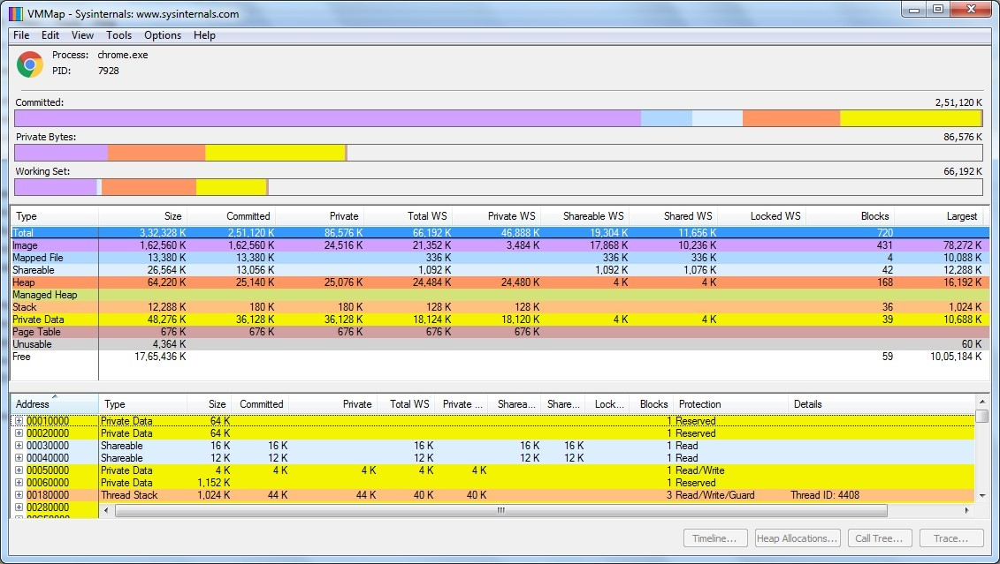 VMMap - Sysinternals: www.sysinternals.com
File Edit View Tools Options Help
Process: chrome.exe
PID: 7928
Committed: 2,51,120 K
Private Bytes: 86,576 K
Working Set: 66,192 K
Type Size Committed Private Total WS Private WS Shareable WS Shared WS Locked WS Blocks Largest
Total 3,32,328 K 2,51,120 K 86,576 K 66,192 K 46,888 K 19,304 K 11,656 K 720
Image 1,62,560 K 1,62,560 K 24,516 K 21,352 K 3,484 K 17,868 K 10,236 K 431 78,272 K
Mapped File 13,380 K 13,380 K 336 K 336 K 336 K 4 10,088 K
Shareable 26,564 K 13,056 K 1,092 K 1,092 K 1,076 K 42 12,288 K
Heap 64,220 K 25,140 K 25,076 K 24,484 K 24,480 K 4 K 4 K 168 16,192 K
Managed Heap
Stack 12,288 K 180 K 180 K 128 K 128 K 36 1,024 K
Private Data 48,276 K 36,128 K 36,128 K 18,124 K 18,120 K 4 K 4 K 39 10,688 K
Page Table 676 K 676 K 676 K 676 K 676 K
Unusable 4,364 K 60 K
Free 17,65,436 K 59 10,05,184 K
Address Type Size Committed Private Total WS Private ... Sharea... Share... Lock... Blocks Protection Details
00010000 Private Data 64 K 1 Reserved
00020000 Private Data 64 K 1 Reserved
00030000 Shareable 16 K 16 K 16 K 16 K 16 K 1 Read
00040000 Shareable 12 K 12 K 12 K 12 K 12 K 1 Read
00050000 Private Data 4 K 4 K 4 K 4 K 4 K 1 Read/Write
00060000 Private Data 1,152 K 1 Reserved
00180000 Thread Stack 1,024 K 44 K 44 K 40 K 40 K 3 Read/Write/Guard Thread ID: 4408
00280000
Timeline... Heap Allocations... Call Tree... Trace...